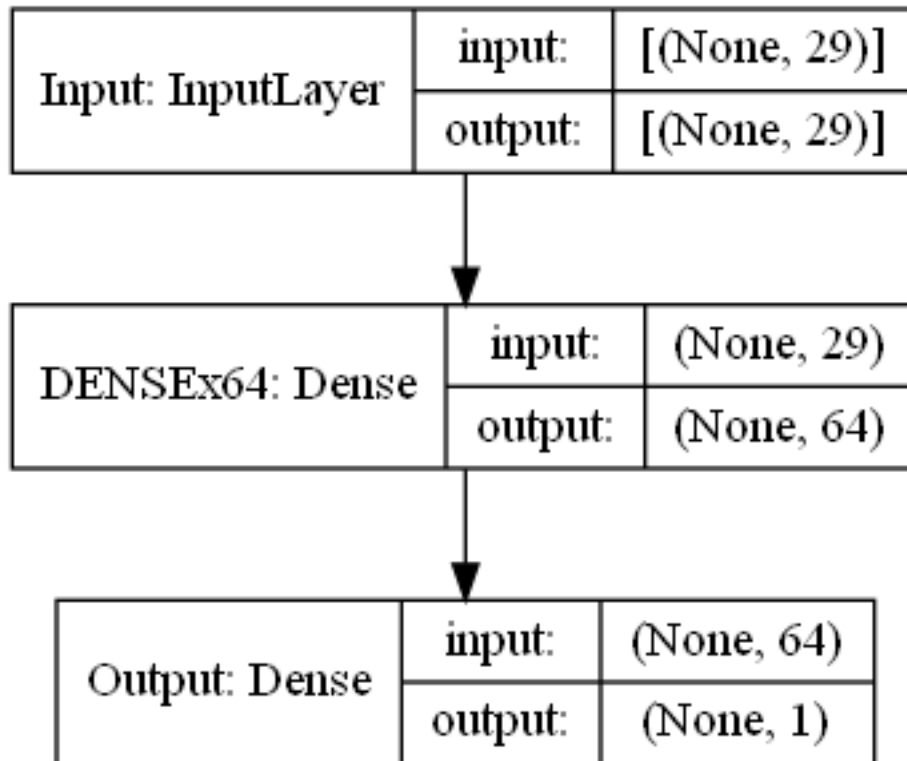 Input: InputLayer
input:
[(None, 29)]
output:
[(None, 29)]
DENSEx64: Dense
input:
(None, 29)
output:
(None, 64)
Output: Dense
input:
(None, 64)
output:
(None, 1)